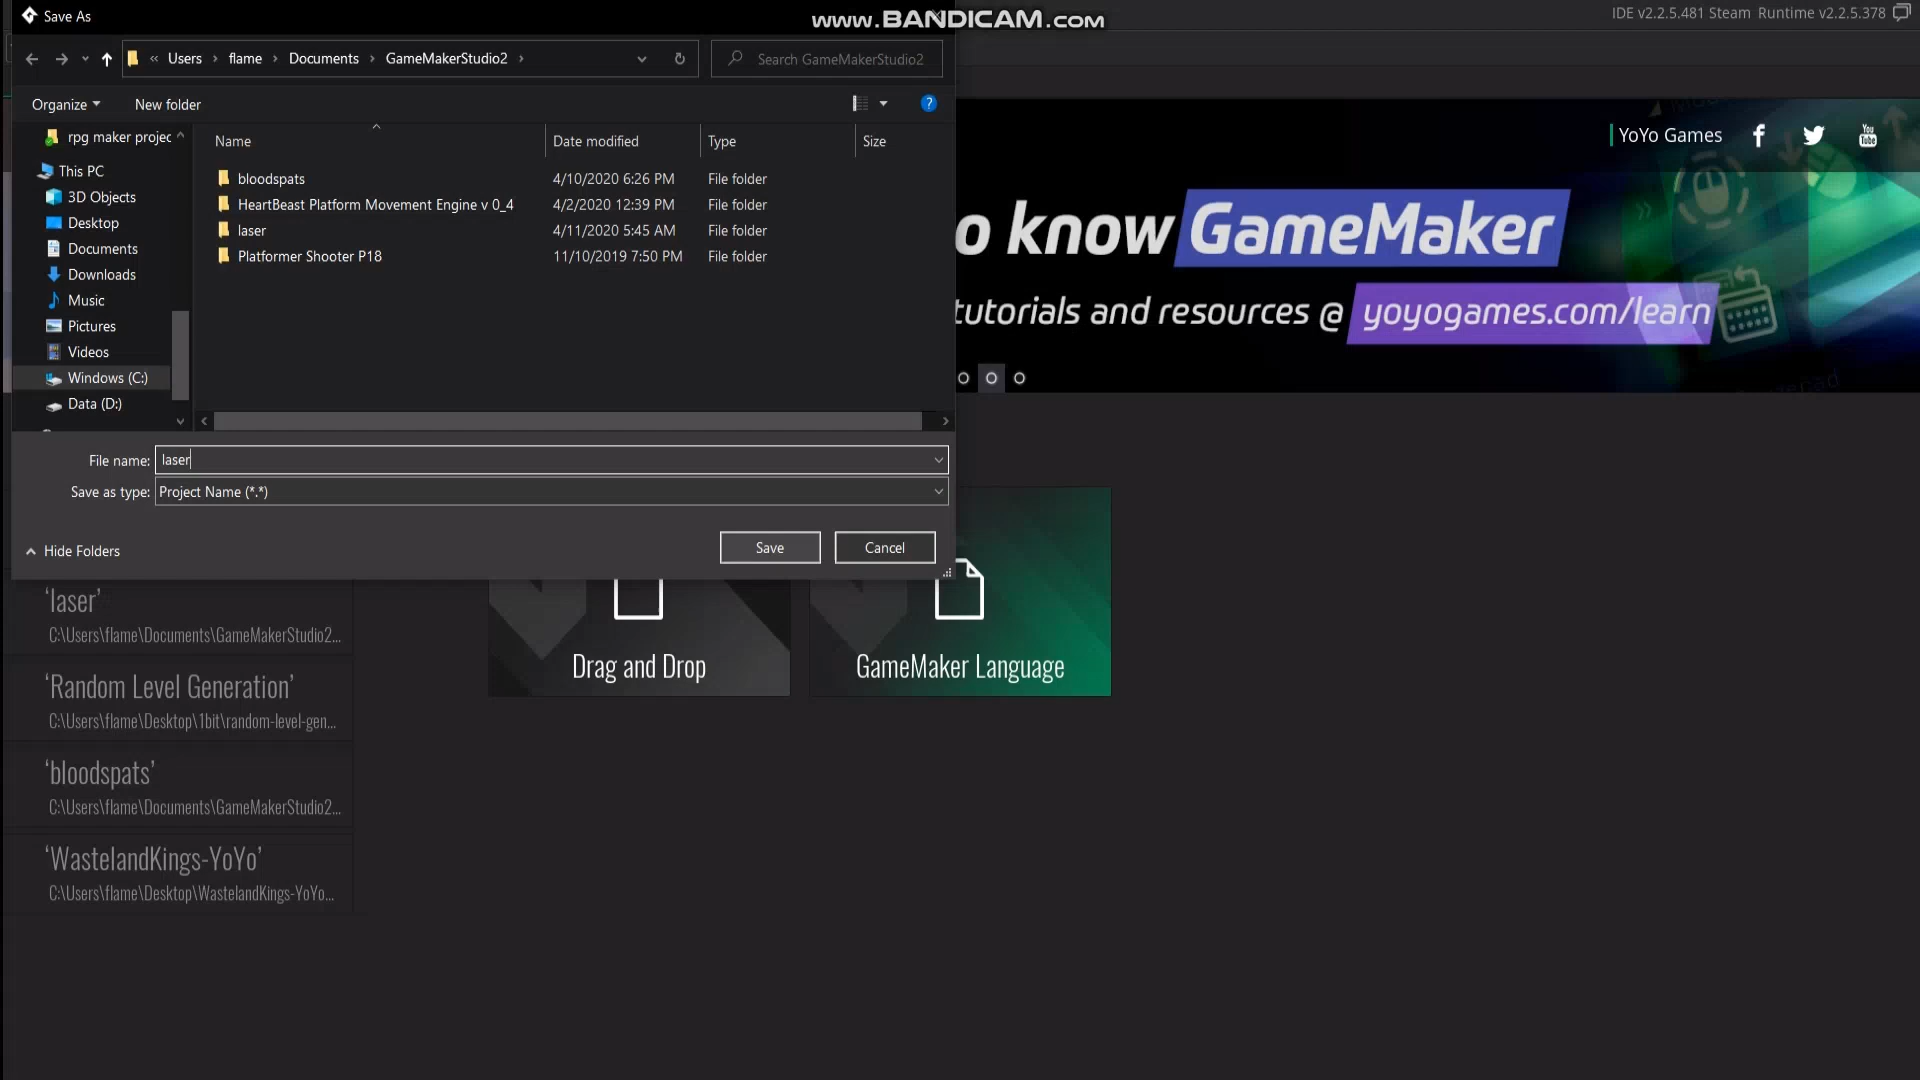 Save As
www.BANDICAM.com
IDE v2.2.5.481 Steam Runtime v2.2.5.378
« Users › flame › Documents › GameMakerStudio2 ›
Search GameMakerStudio2
Organize
New folder
?
YoYo Games
You Tube
rpg maker projec
This PC
3D Objects
Desktop
Documents
Downloads
Music
Pictures
Videos
Windows (C:)
Data (D:)
Name Date modified Type Size
bloodspats 4/10/2020 6:26 PM File folder
HeartBeast Platform Movement Engine v 0_4 4/2/2020 12:39 PM File folder
laser 4/11/2020 5:45 AM File folder
Platformer Shooter P18 11/10/2019 7:50 PM File folder
o know GameMaker
tutorials and resources @ yoyogames.com/learn
File name: laser
Save as type: Project Name (*.*)
Hide Folders
Save
Cancel
‘laser’
C:\Users\flame\Documents\GameMakerStudio2...
‘Random Level Generation’
C:\Users\flame\Desktop\1bit\random-level-gen...
‘bloodspats’
C:\Users\flame\Documents\GameMakerStudio2...
‘WastelandKings-YoYo’
C:\Users\flame\Desktop\WastelandKings-YoYo...
Drag and Drop
GameMaker Language